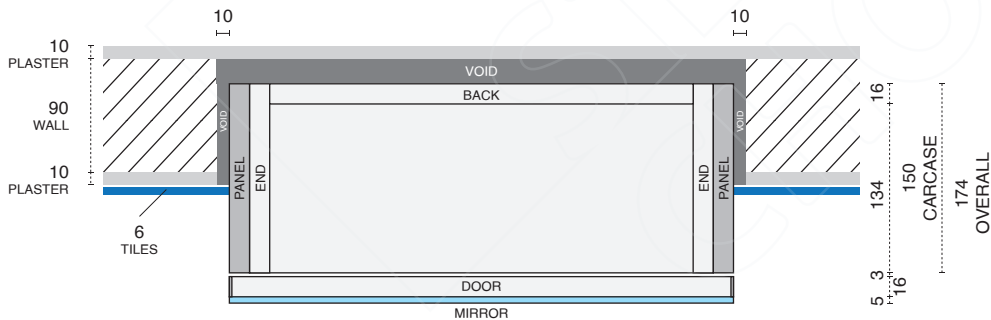 10
10
10
PLASTER
VOID
BACK
16
90
WALL
VOID
VOID
10
PLASTER
PANEL
END
END
PANEL
134
150
CARCASE
174
OVERALL
6
TILES
3
DOOR
16
5
MIRROR